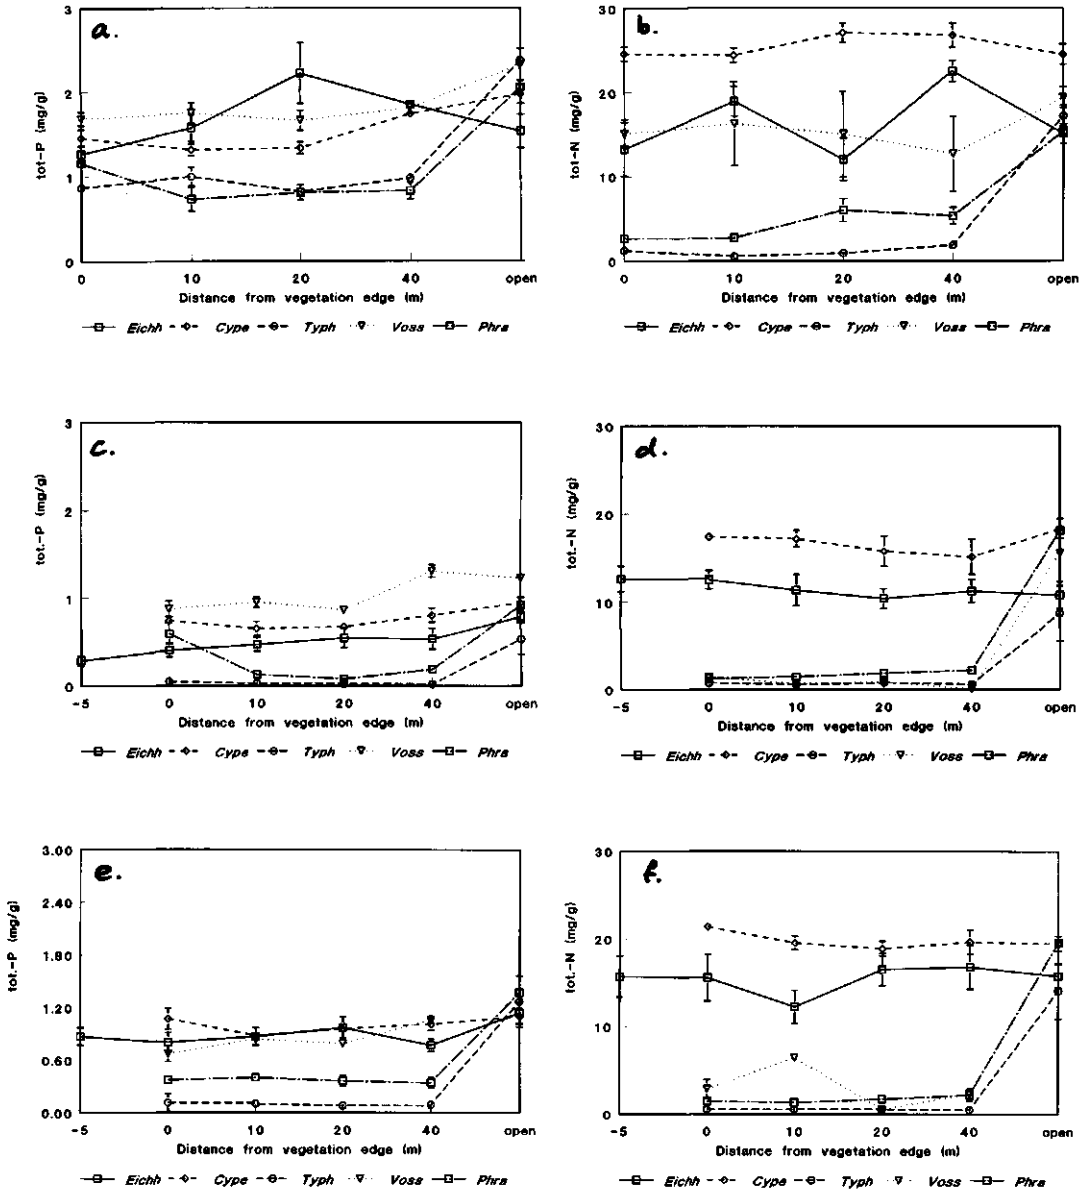 a.
3
2
1
0
tot-P (mg/g)
0 10 20 40 open
Distance from vegetation edge (m)
Eichh Cype Typh Voss Phra
b.
30
20
10
0
tot-N (mg/g)
0 10 20 40 open
Distance from vegetation edge (m)
Eichh Cype Typh Voss Phra
c.
3
2
1
0
tot.-P (mg/g)
-5 0 10 20 40 open
Distance from vegetation edge (m)
Eichh Cype Typh Voss Phra
d.
30
20
10
0
tot.-N (mg/g)
-5 0 10 20 40 open
Distance from vegetation edge (m)
Eichh Cype Typh Voss Phra
e.
3.00
2.40
1.80
1.20
0.60
0.00
tot.-P (mg/g)
-5 0 10 20 40 open
Distance from vegetation edge (m)
Eichh Cype Typh Voss Phra
f.
30
20
10
0
tot.-N (mg/g)
-5 0 10 20 40 open
Distance from vegetation edge (m)
Eichh Cype Typh Voss Phra